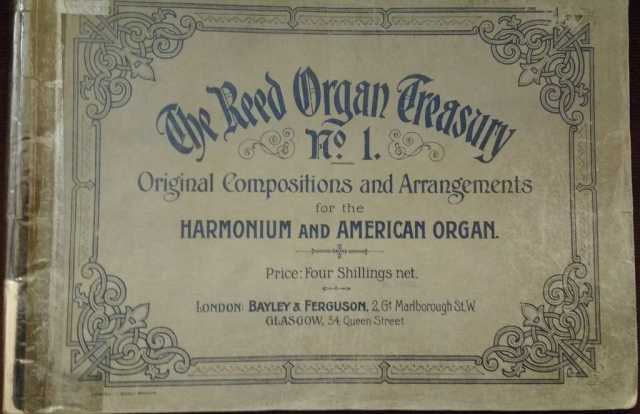 The Reed Organ Treasury
No 1.
Original Compositions and Arrangements
for the
HARMONIUM AND AMERICAN ORGAN.
Price: Four Shillings net.
LONDON: BAYLEY & FERGUSON, 2, Gt Marlborough St. W
GLASGOW, 54, Queen Street